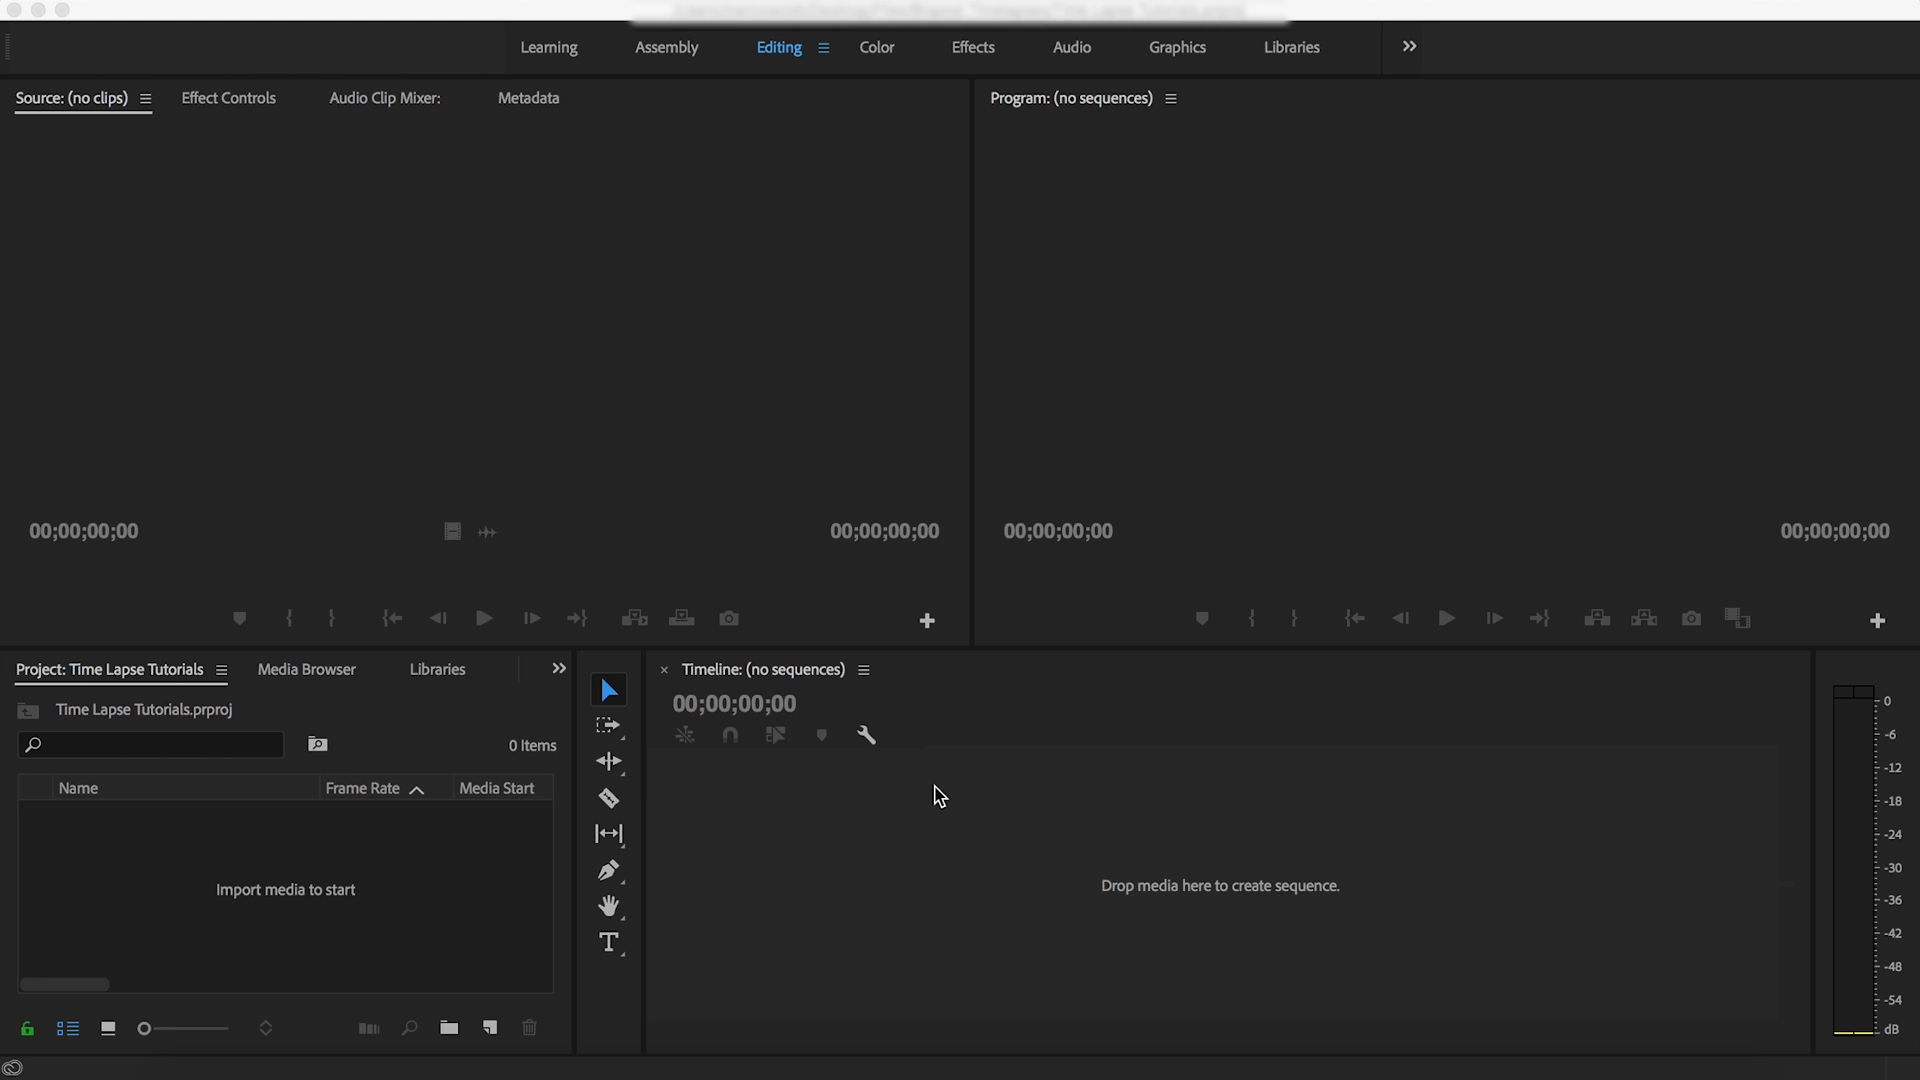 Learning Assembly Editing Color Effects Audio Graphics Libraries
Source: (no clips) Effect Controls Audio Clip Mixer: Metadata
Program: (no sequences)
00;00;00;00 00;00;00;00
00;00;00;00 00;00;00;00
Project: Time Lapse Tutorials Media Browser Libraries
Time Lapse Tutorials.prproj
0 Items
Name Frame Rate Media Start
Import media to start
Timeline: (no sequences)
00;00;00;00
Drop media here to create sequence.
0
-6
-12
-18
-24
-30
-36
-42
-48
-54
dB